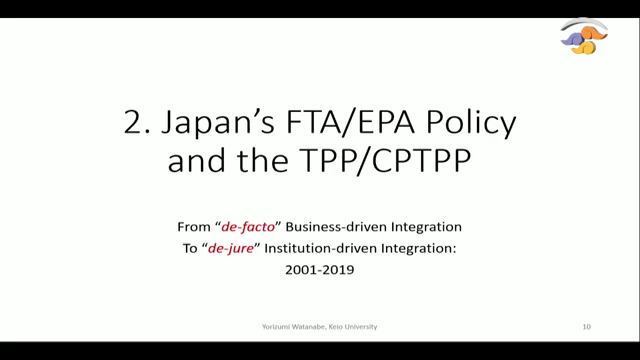 2. Japan’s FTA/EPA Policy
and the TPP/CPTPP
From “de-facto” Business-driven Integration
To “de-jure” Institution-driven Integration:
2001-2019
Yorizumi Watanabe, Keio University
10